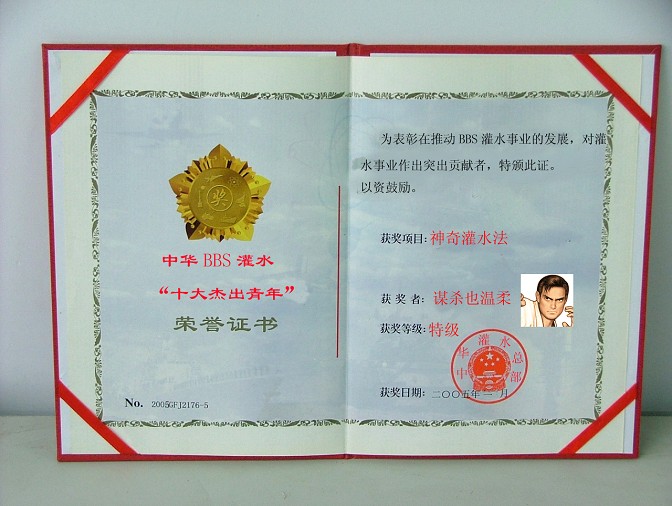 奖
中华 BBS 灌水
“十大杰出青年”
荣誉证书
No. 2005GFJ2176-5
为表彰在推动 BBS 灌水事业的发展，对灌
水事业作出突出贡献者，特颁此证。
以资鼓励。
获奖项目：神奇灌水法
获 奖 者：谋杀也温柔
获奖等级：特级
中华灌水总部
获奖日期：二〇〇五年一月